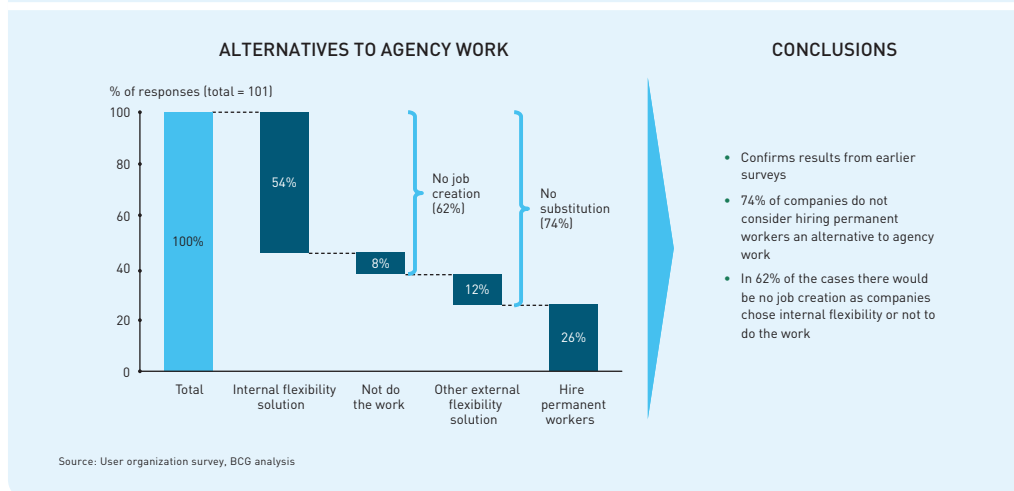 ALTERNATIVES TO AGENCY WORK
CONCLUSIONS
% of responses (total = 101)
100
80
60
40
20
0
100%
54%
8%
12%
26%
No job
creation
(62%)
No
substitution
(74%)
Total
Internal flexibility
solution
Not do
the work
Other external
flexibility
solution
Hire
permanent
workers
• Confirms results from earlier
surveys
• 74% of companies do not
consider hiring permanent
workers an alternative to agency
work
• In 62% of the cases there would
be no job creation as companies
chose internal flexibility or not to
do the work
Source: User organization survey, BCG analysis